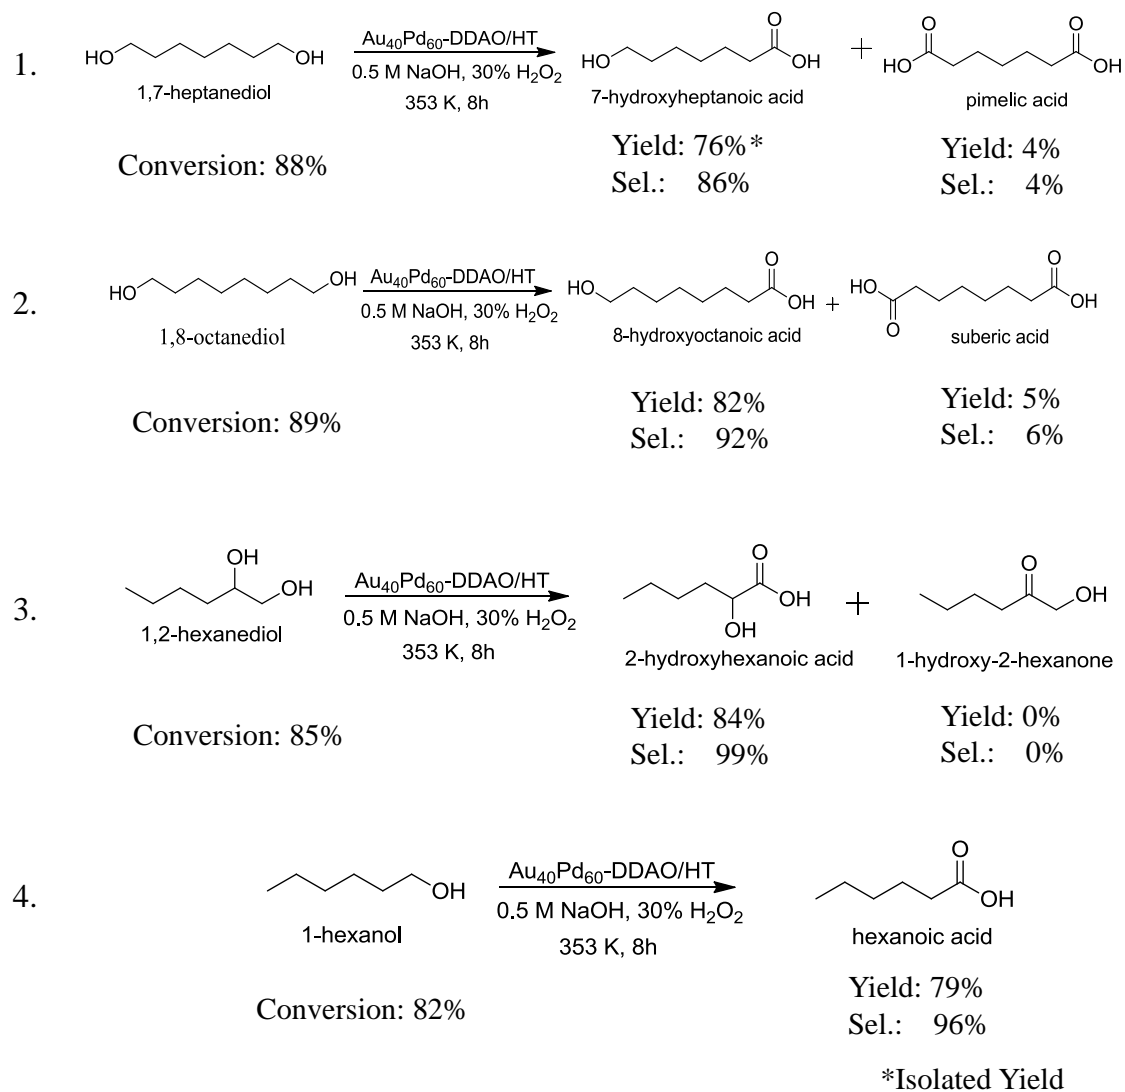 1.
HO
OH
1,7-heptanediol
Au₄₀Pd₆₀-DDAO/HT
0.5 M NaOH, 30% H₂O₂
353 K, 8h
HO
O
OH
7-hydroxyheptanoic acid
+
O
HO
O
OH
pimelic acid
Conversion: 88%
Yield: 76%*
Sel.: 86%
Yield: 4%
Sel.: 4%
2.
HO
OH
1,8-octanediol
Au₄₀Pd₆₀-DDAO/HT
0.5 M NaOH, 30% H₂O₂
353 K, 8h
HO
O
OH
8-hydroxyoctanoic acid
+
HO
O
O
OH
suberic acid
Conversion: 89%
Yield: 82%
Sel.: 92%
Yield: 5%
Sel.: 6%
3.
OH
OH
1,2-hexanediol
Au₄₀Pd₆₀-DDAO/HT
0.5 M NaOH, 30% H₂O₂
353 K, 8h
O
OH
OH
2-hydroxyhexanoic acid
+
O
OH
1-hydroxy-2-hexanone
Conversion: 85%
Yield: 84%
Sel.: 99%
Yield: 0%
Sel.: 0%
4.
OH
1-hexanol
Au₄₀Pd₆₀-DDAO/HT
0.5 M NaOH, 30% H₂O₂
353 K, 8h
O
OH
hexanoic acid
Conversion: 82%
Yield: 79%
Sel.: 96%
*Isolated Yield